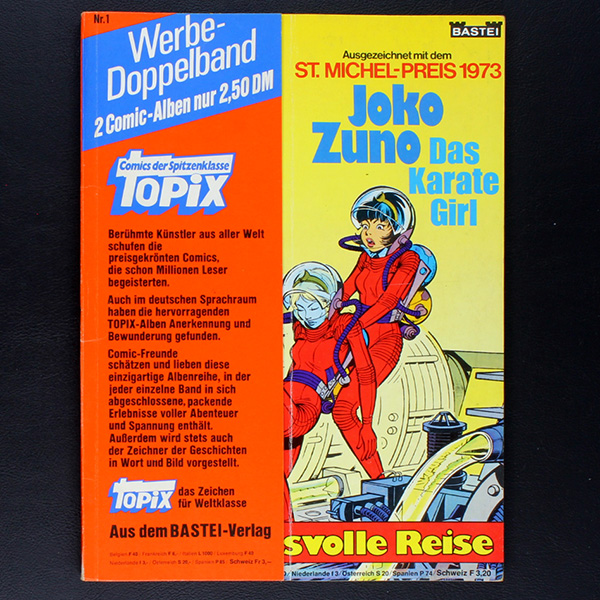 Nr.1
Werbe-
Doppelband
2 Comic-Alben nur 2,50 DM
Comics der Spitzenklasse
TOPIX
Berühmte Künstler aus aller Welt
schufen die
preisgekrönten Comics,
die schon Millionen Leser
begeisterten.
Auch im deutschen Sprachraum
haben die hervorragenden
TOPIX-Alben Anerkennung und
Bewunderung gefunden.
Comic-Freunde
schätzen und lieben diese
einzigartige Albenreihe, in der
jeder einzelne Band in sich
abgeschlossene, packende
Erlebnisse voller Abenteuer
und Spannung enthält.
Außerdem wird stets auch
der Zeichner der Geschichten
in Wort und Bild vorgestellt.
TOPIX das Zeichen
für Weltklasse
Aus dem BASTEI-Verlag
Schweiz Fr 3,–
BASTEI
Ausgezeichnet mit dem
ST. MICHEL-PREIS 1973
Joko
Zuno Das
Karate
Girl
svolle Reise
/ Niederlande f 3 / Österreich S 20 / Spanien P 74 / Schweiz F 3,20